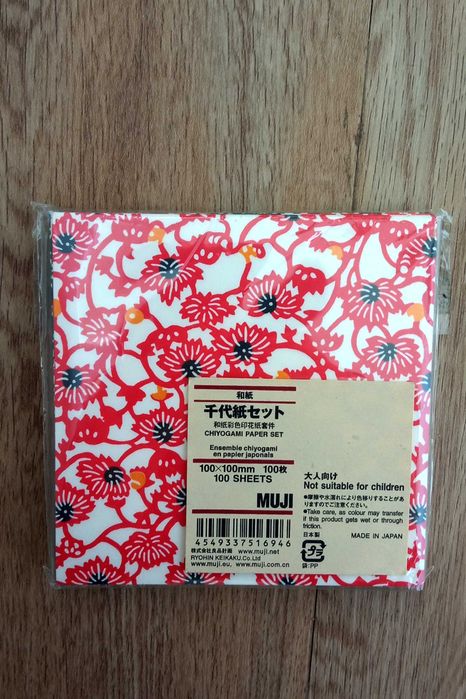 和紙
千代紙セット
和紙彩色印花紙套件
CHIYOGAMI PAPER SET
Ensemble chiyogami
en papier japonais
100×100mm 100枚
100 SHEETS
MUJI
4549337516946
株式会社良品計画 www.muji.net
RYOHIN KEIKAKU Co.,Ltd
www.muji.eu, www.muji.com.cn
大人向け
Not suitable for children
●摩擦や水濡れにより色移りすることがあ
りますのでご注意ください。
●Take care, as colour may transfer
if this product gets wet or through
friction.
日本製 MADE IN JAPAN
プラ
袋:PP